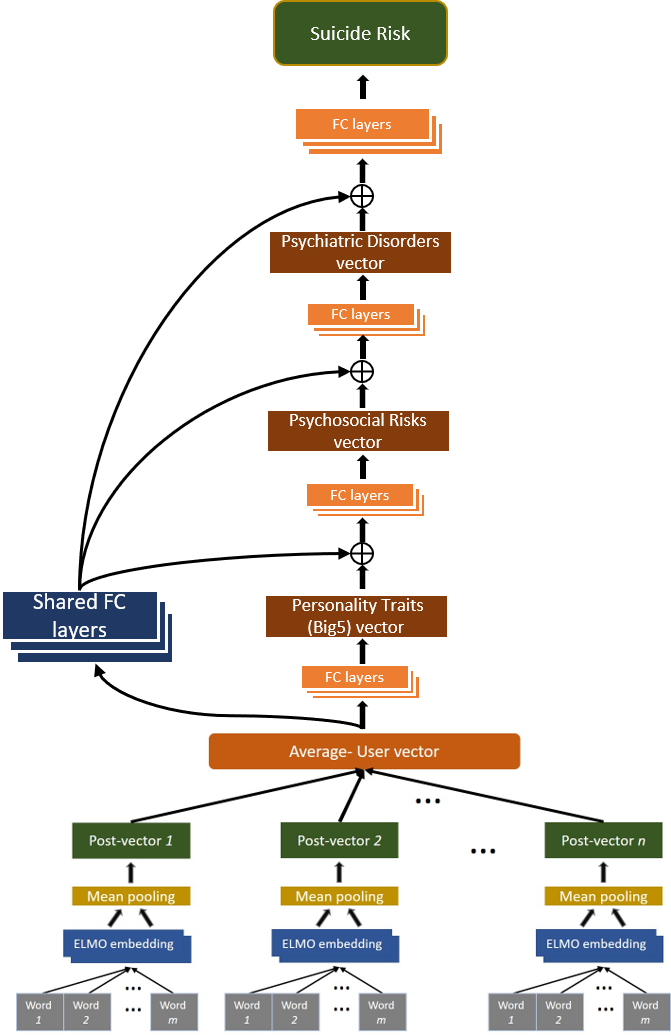 Suicide Risk
FC layers
Psychiatric Disorders
vector
FC layers
Psychosocial Risks
vector
FC layers
Shared FC
layers
Personality Traits
(Big5) vector
FC layers
Average- User vector
...
Post-vector 1
Post-vector 2
...
Post-vector n
Mean pooling
Mean pooling
Mean pooling
ELMO embedding
ELMO embedding
ELMO embedding
Word
1
Word
2
...
...
Word
m
Word
1
Word
2
...
...
Word
m
Word
1
Word
2
...
...
Word
m